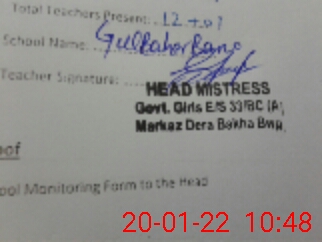 Total Teachers Present: 12 + 01
School Name: Gulbahar Bano
Teacher Signature:
HEAD MISTRESS
Govt. Girls E/S 33/BC (A)
Markaz Dera Bakha Bwp.
oof
ool Monitoring Form to the Head
20-01-22 10:48